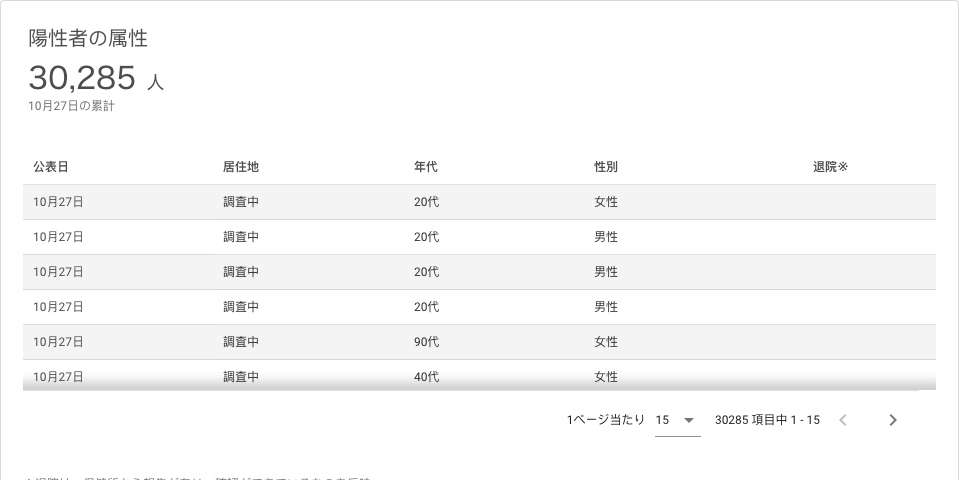 陽性者の属性
30,285 人
10月27日の累計
公表日 居住地 年代 性別 退院※
10月27日 調査中 20代 女性
10月27日 調査中 20代 男性
10月27日 調査中 20代 男性
10月27日 調査中 20代 男性
10月27日 調査中 90代 女性
10月27日 調査中 40代 女性
1ページ当たり 15 30285 項目中 1 - 15